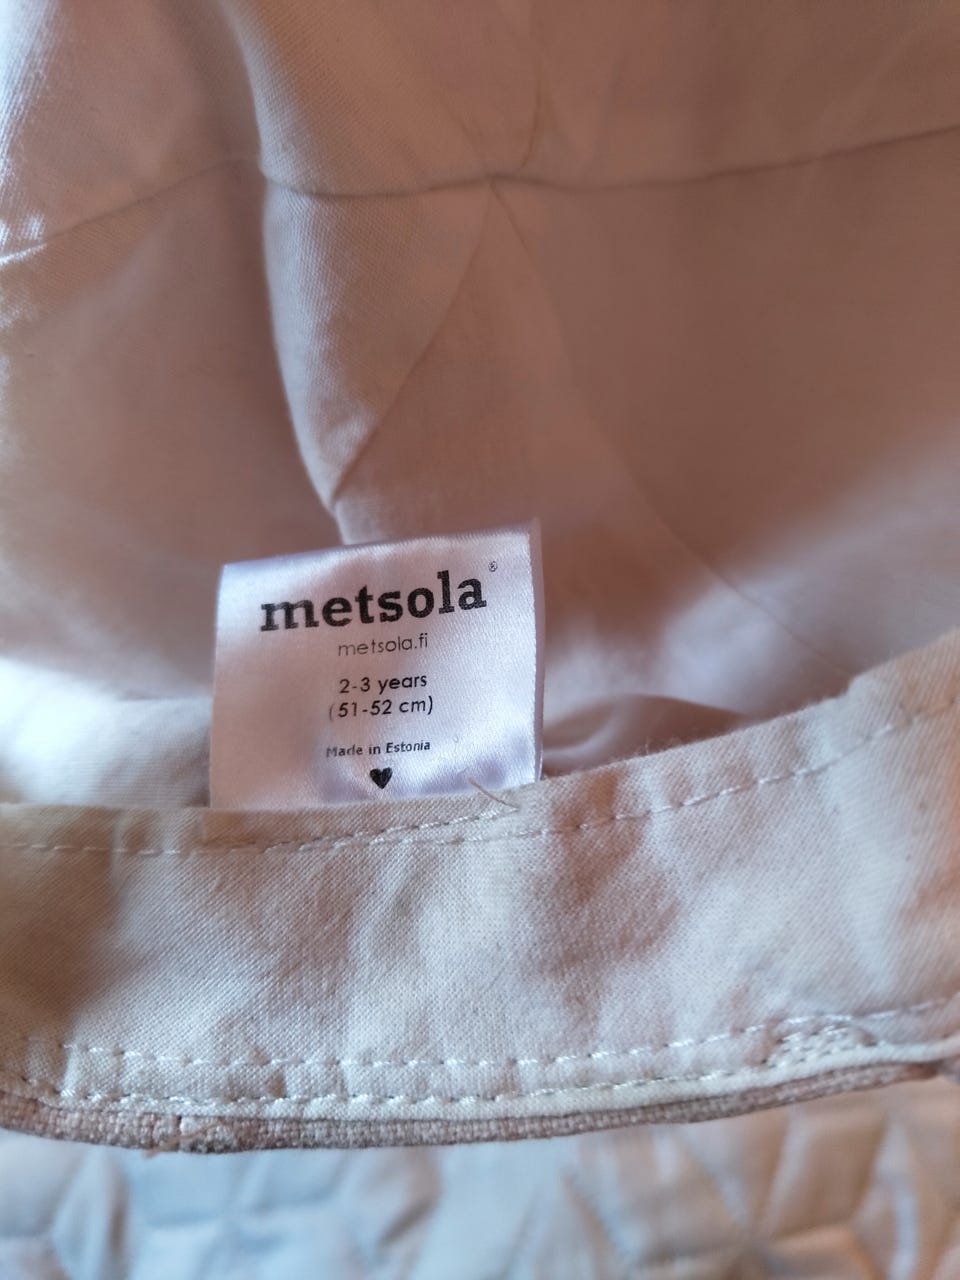 metsola®
metsola.fi
2-3 years
(51-52 cm)
Made in Estonia